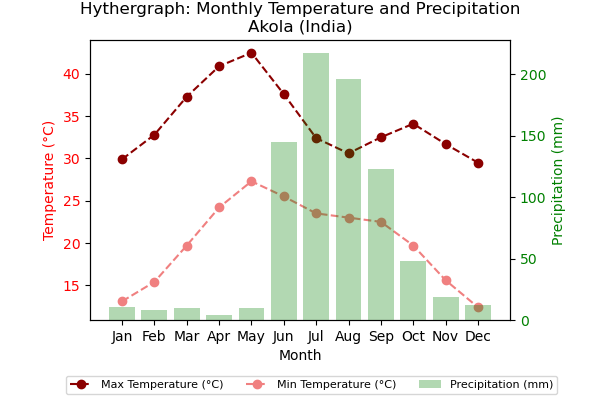 Hythergraph: Monthly Temperature and Precipitation
Akola (India)
Temperature (°C)
40
35
30
25
20
15
200
150
100
50
0
Precipitation (mm)
Jan Feb Mar Apr May Jun Jul Aug Sep Oct Nov Dec
Month
Max Temperature (°C) Min Temperature (°C) Precipitation (mm)